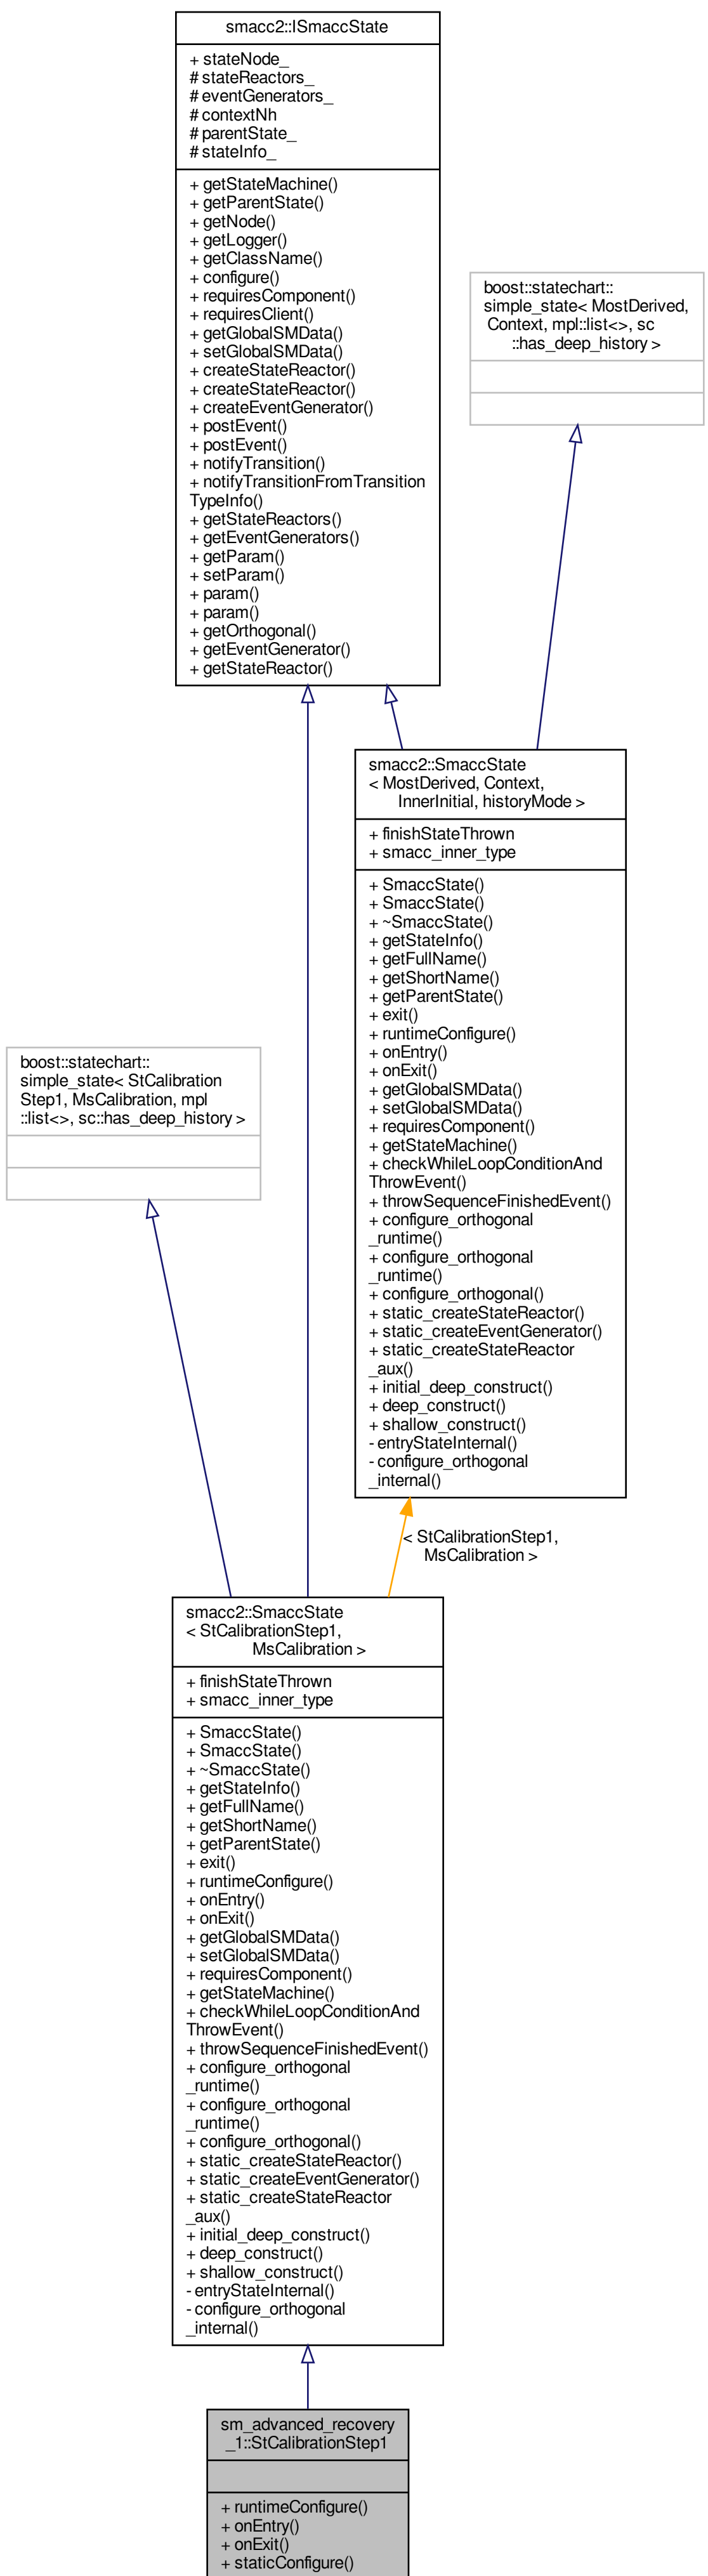 smacc2::ISmaccState
+ stateNode_
# stateReactors_
# eventGenerators_
# contextNh
# parentState_
# stateInfo_
+ getStateMachine()
+ getParentState()
+ getNode()
+ getLogger()
+ getClassName()
+ configure()
+ requiresComponent()
+ requiresClient()
+ getGlobalSMData()
+ setGlobalSMData()
+ createStateReactor()
+ createStateReactor()
+ createEventGenerator()
+ postEvent()
+ postEvent()
+ notifyTransition()
+ notifyTransitionFromTransition
TypeInfo()
+ getStateReactors()
+ getEventGenerators()
+ getParam()
+ setParam()
+ param()
+ param()
+ getOrthogonal()
+ getEventGenerator()
+ getStateReactor()
boost::statechart::
simple_state< MostDerived,
Context, mpl::list<>, sc
::has_deep_history >
smacc2::SmaccState
< MostDerived, Context,
InnerInitial, historyMode >
+ finishStateThrown
+ smacc_inner_type
+ SmaccState()
+ SmaccState()
+ ~SmaccState()
+ getStateInfo()
+ getFullName()
+ getShortName()
+ getParentState()
+ exit()
+ runtimeConfigure()
+ onEntry()
+ onExit()
+ getGlobalSMData()
+ setGlobalSMData()
+ requiresComponent()
+ getStateMachine()
+ checkWhileLoopConditionAnd
ThrowEvent()
+ throwSequenceFinishedEvent()
+ configure_orthogonal
_runtime()
+ configure_orthogonal
_runtime()
+ configure_orthogonal()
+ static_createStateReactor()
+ static_createEventGenerator()
+ static_createStateReactor
_aux()
+ initial_deep_construct()
+ deep_construct()
+ shallow_construct()
- entryStateInternal()
- configure_orthogonal
_internal()
boost::statechart::
simple_state< StCalibration
Step1, MsCalibration, mpl
::list<>, sc::has_deep_history >
< StCalibrationStep1,
MsCalibration >
smacc2::SmaccState
< StCalibrationStep1,
MsCalibration >
+ finishStateThrown
+ smacc_inner_type
+ SmaccState()
+ SmaccState()
+ ~SmaccState()
+ getStateInfo()
+ getFullName()
+ getShortName()
+ getParentState()
+ exit()
+ runtimeConfigure()
+ onEntry()
+ onExit()
+ getGlobalSMData()
+ setGlobalSMData()
+ requiresComponent()
+ getStateMachine()
+ checkWhileLoopConditionAnd
ThrowEvent()
+ throwSequenceFinishedEvent()
+ configure_orthogonal
_runtime()
+ configure_orthogonal
_runtime()
+ configure_orthogonal()
+ static_createStateReactor()
+ static_createEventGenerator()
+ static_createStateReactor
_aux()
+ initial_deep_construct()
+ deep_construct()
+ shallow_construct()
- entryStateInternal()
- configure_orthogonal
_internal()
sm_advanced_recovery
_1::StCalibrationStep1
+ runtimeConfigure()
+ onEntry()
+ onExit()
+ staticConfigure()